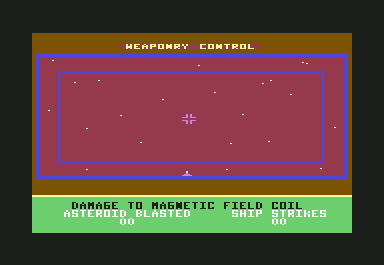 WEAPONRY CONTROL
DAMAGE TO MAGNETIC FIELD COIL
ASTEROID BLASTED SHIP STRIKES
00 00